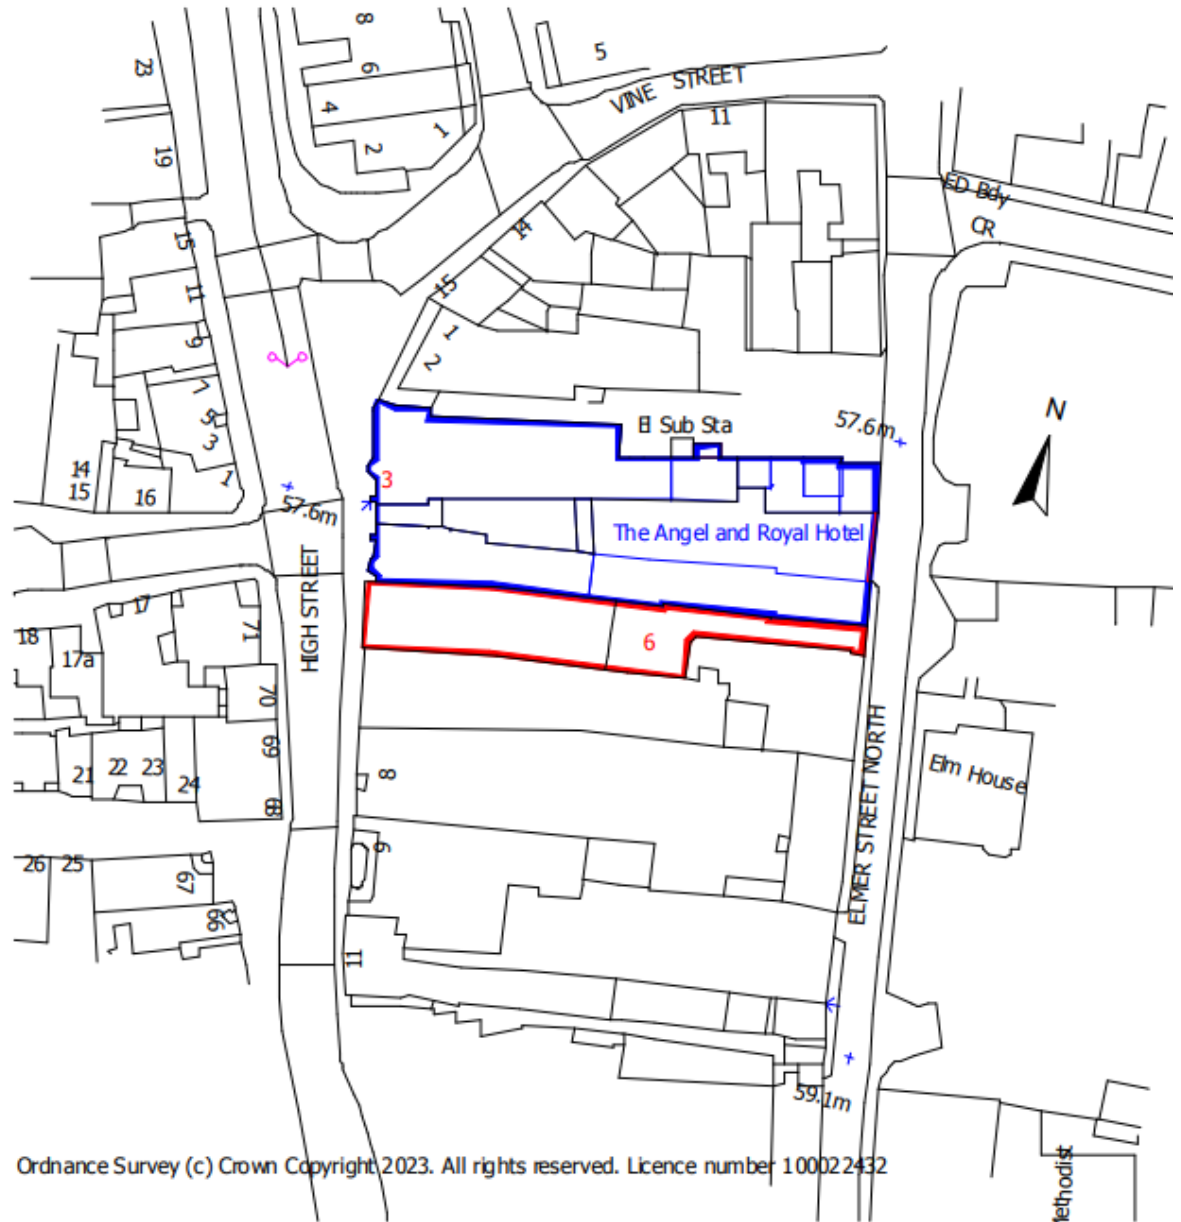 8
6
4
2
1
5
VINE STREET
11
23
19
15
11
9
7
5
3
1
14
15
1
2
ED Bdy
CR
N
El Sub Sta
57.6m
3
14
15
16
57.6m
The Angel and Royal Hotel
HIGH STREET
6
17
18
17a
71
70
69
68
21
22
23
24
8
ELMER STREET NORTH
Elm House
9
26
25
67
66
11
59.1m
Methodist
Ordnance Survey (c) Crown Copyright 2023. All rights reserved. Licence number 100022432